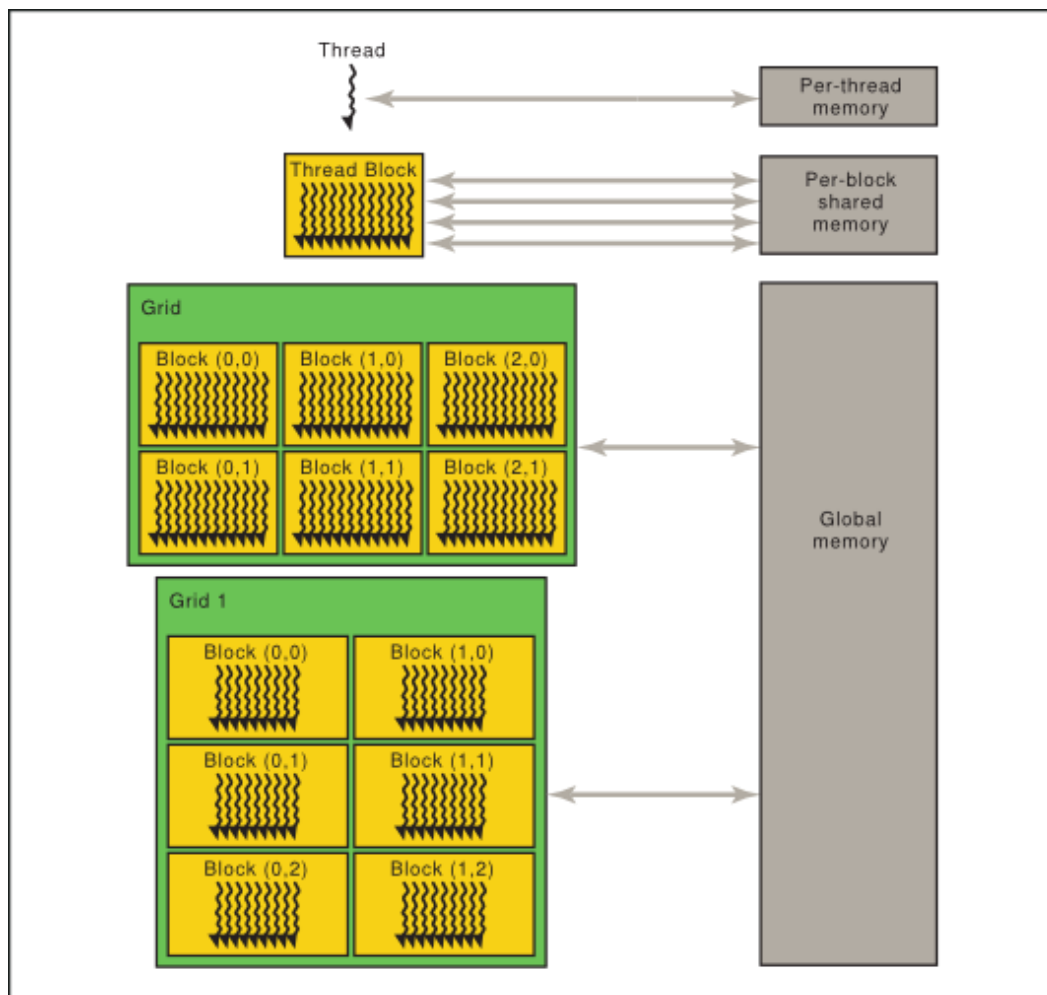 Thread
Per-thread
memory
Thread Block
Per-block
shared
memory
Grid
Block (0,0) Block (1,0) Block (2,0)
Block (0,1) Block (1,1) Block (2,1)
Global
memory
Grid 1
Block (0,0) Block (1,0)
Block (0,1) Block (1,1)
Block (0,2) Block (1,2)